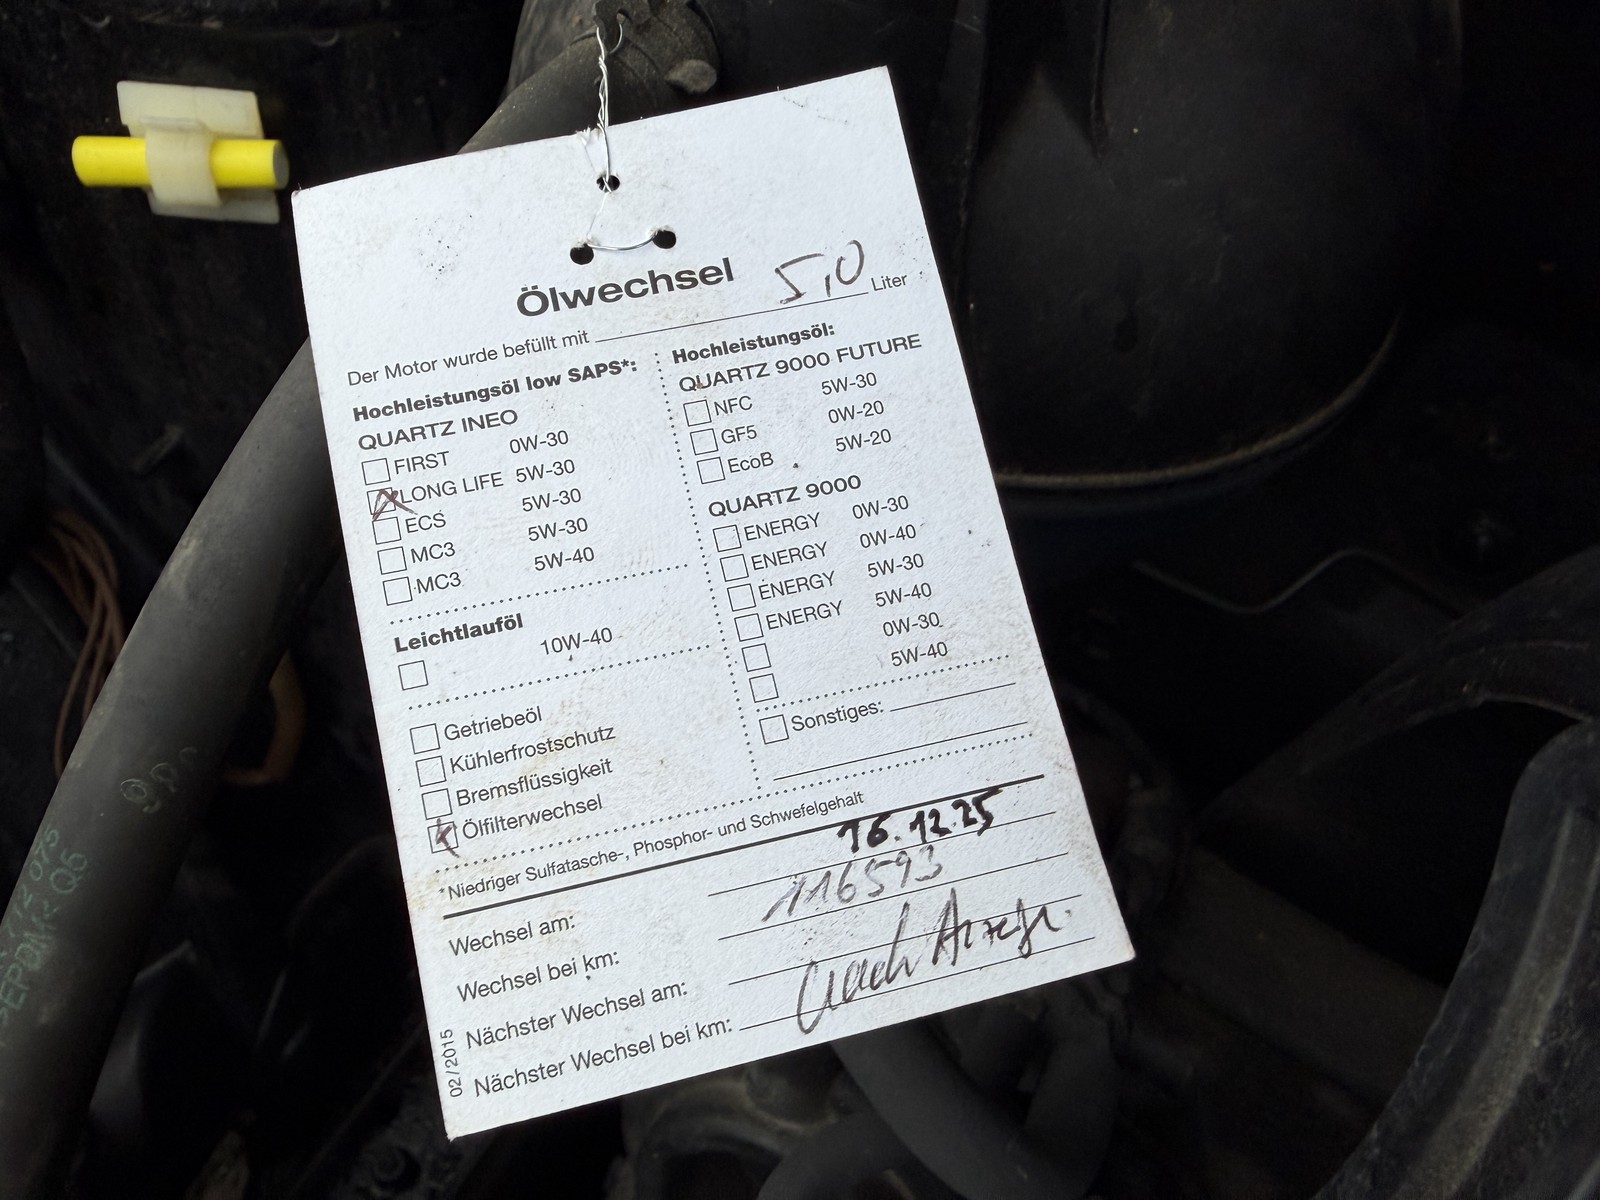 Ölwechsel
Der Motor wurde befüllt mit 5,0 Liter
Hochleistungsöl low SAPS*:
QUARTZ INEO
FIRST 0W-30
LONG LIFE 5W-30
ECS 5W-30
MC3 5W-30
MC3 5W-40
Leichtlauföl
10W-40
Getriebeöl
Kühlerfrostschutz
Bremsflüssigkeit
Ölfilterwechsel
Hochleistungsöl:
QUARTZ 9000 FUTURE
NFC 5W-30
GF5 0W-20
EcoB 5W-20
QUARTZ 9000
ENERGY 0W-30
ENERGY 0W-40
ENERGY 5W-30
ENERGY 5W-40
0W-30
5W-40
Sonstiges:
*Niedriger Sulfatasche-, Phosphor- und Schwefelgehalt
Wechsel am: 16.12.25
Wechsel bei km: 116593
Nächster Wechsel am:
Nächster Wechsel bei km: nach Anzeige
02/2015